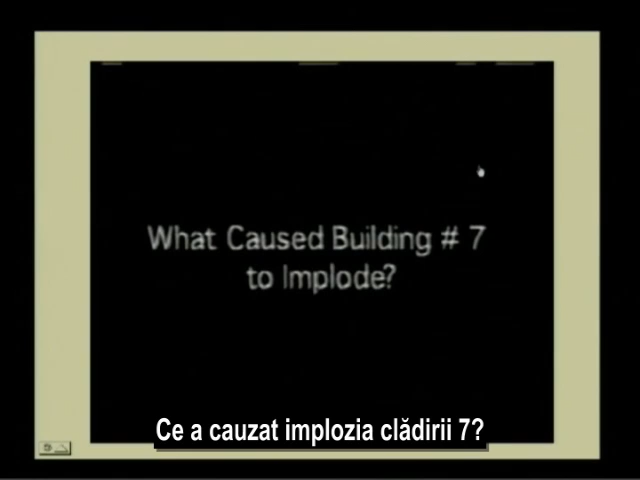 What Caused Building # 7
to Implode?
Ce a cauzat implozia clădirii 7?